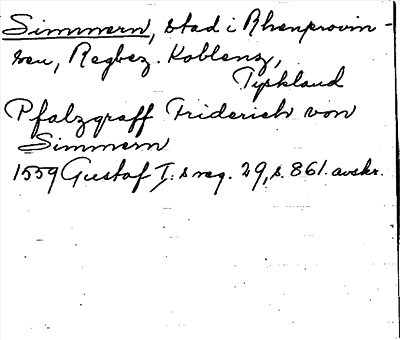 Simmern, stad i Rhenprovin-
sen, Regbez. Koblenz,
Tyskland
Pfalzgraff Friderich von
Simmern
1559 Gustaf I:s reg. 29, s. 861. avskr.